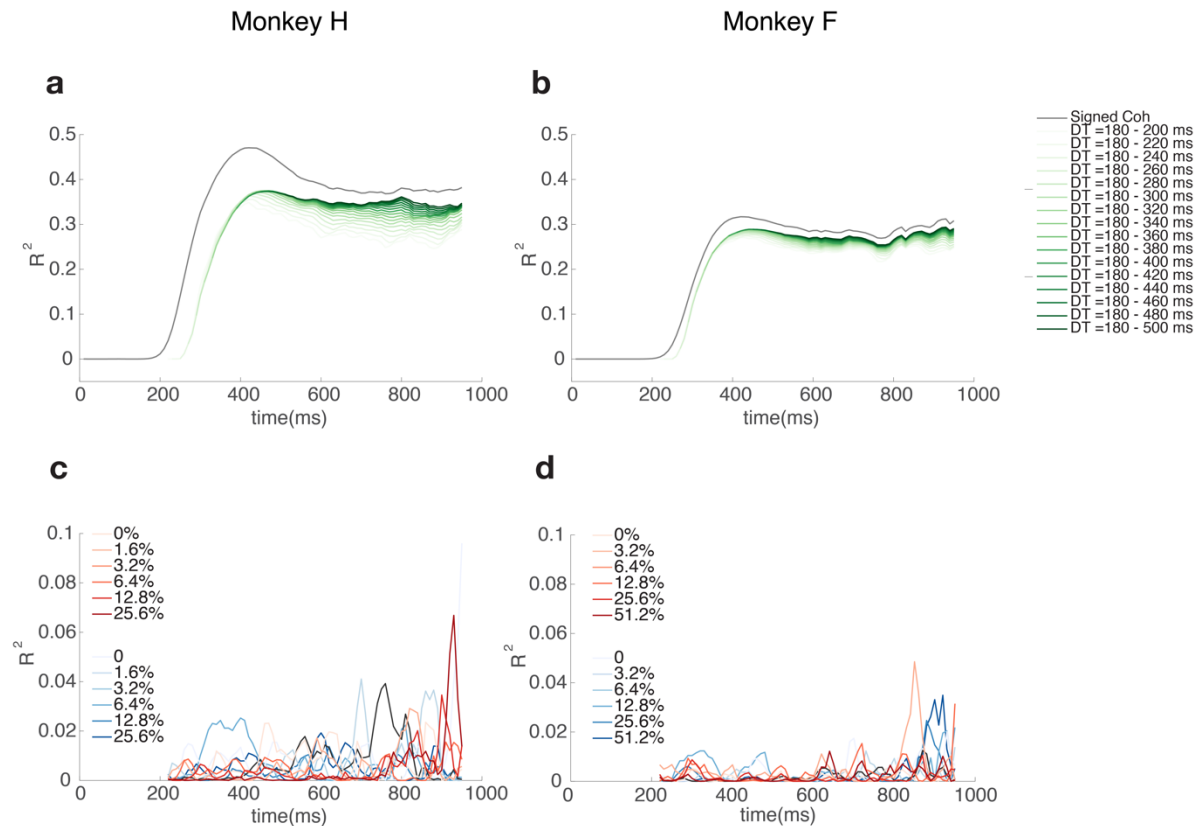 Monkey H
Monkey F
a
b
0.5
0.4
0.3
0.2
0.1
0
R²
0
200
400
600
800
1000
time(ms)
0.5
0.4
0.3
0.2
0.1
0
R²
0
200
400
600
800
1000
time(ms)
Signed Coh
DT =180 - 200 ms
DT =180 - 220 ms
DT =180 - 240 ms
DT =180 - 260 ms
DT =180 - 280 ms
DT =180 - 300 ms
DT =180 - 320 ms
DT =180 - 340 ms
DT =180 - 360 ms
DT =180 - 380 ms
DT =180 - 400 ms
DT =180 - 420 ms
DT =180 - 440 ms
DT =180 - 460 ms
DT =180 - 480 ms
DT =180 - 500 ms
c
d
0.1
0.08
0.06
0.04
0.02
0
R²
0%
1.6%
3.2%
6.4%
12.8%
25.6%
0
1.6%
3.2%
6.4%
12.8%
25.6%
0
200
400
600
800
1000
time(ms)
0.1
0.08
0.06
0.04
0.02
0
R²
0%
3.2%
6.4%
12.8%
25.6%
51.2%
0
3.2%
6.4%
12.8%
25.6%
51.2%
0
200
400
600
800
1000
time(ms)